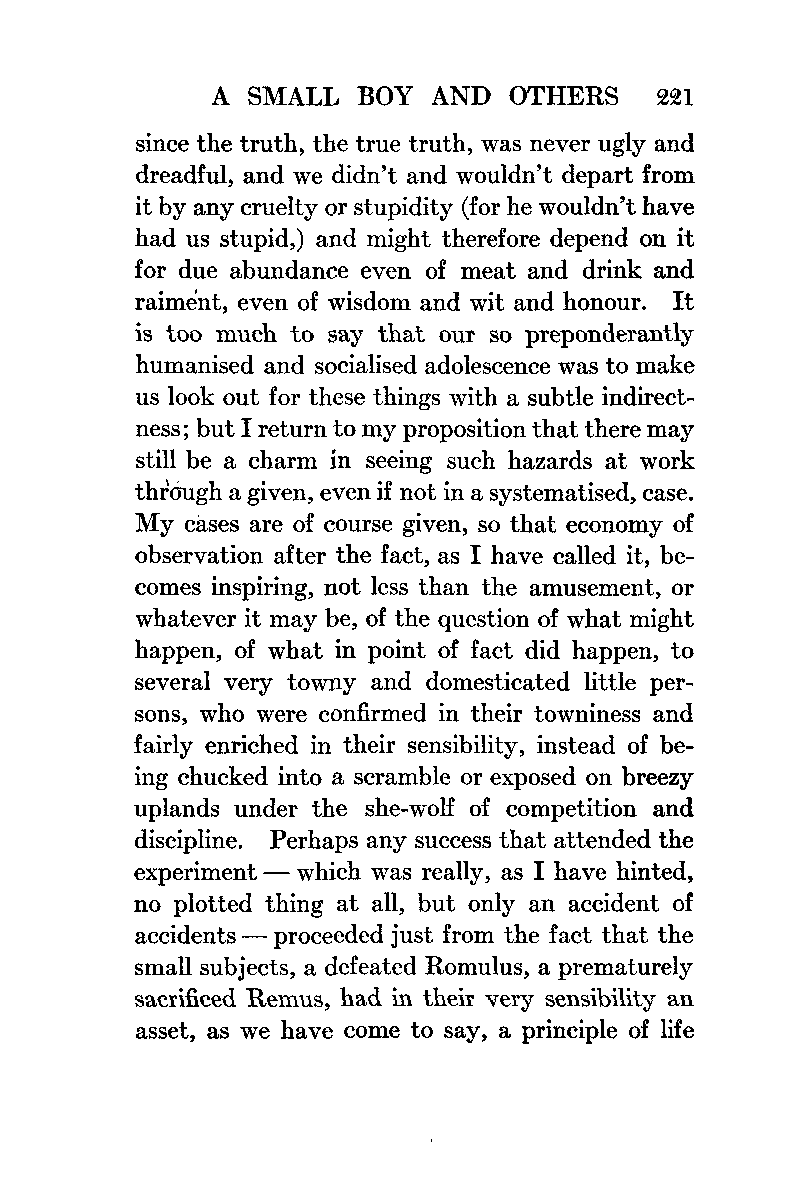 A SMALL BOY AND OTHERS 221
since the truth, the true truth, was never ugly and
dreadful, and we didn't and wouldn't depart from
it by any cruelty or stupidity (for he wouldn't have
had us stupid,) and might therefore depend on it
for due abundance even of meat and drink and
raiment, even of wisdom and wit and honour. It
is too much to say that our so preponderantly
humanised and socialised adolescence was to make
us look out for these things with a subtle indirect-
ness; but I return to my proposition that there may
still be a charm in seeing such hazards at work
through a given, even if not in a systematised, case.
My cases are of course given, so that economy of
observation after the fact, as I have called it, be-
comes inspiring, not less than the amusement, or
whatever it may be, of the question of what might
happen, of what in point of fact did happen, to
several very towny and domesticated little per-
sons, who were confirmed in their towniness and
fairly enriched in their sensibility, instead of be-
ing chucked into a scramble or exposed on breezy
uplands under the she-wolf of competition and
discipline. Perhaps any success that attended the
experiment — which was really, as I have hinted,
no plotted thing at all, but only an accident of
accidents — proceeded just from the fact that the
small subjects, a defeated Romulus, a prematurely
sacrificed Remus, had in their very sensibility an
asset, as we have come to say, a principle of life